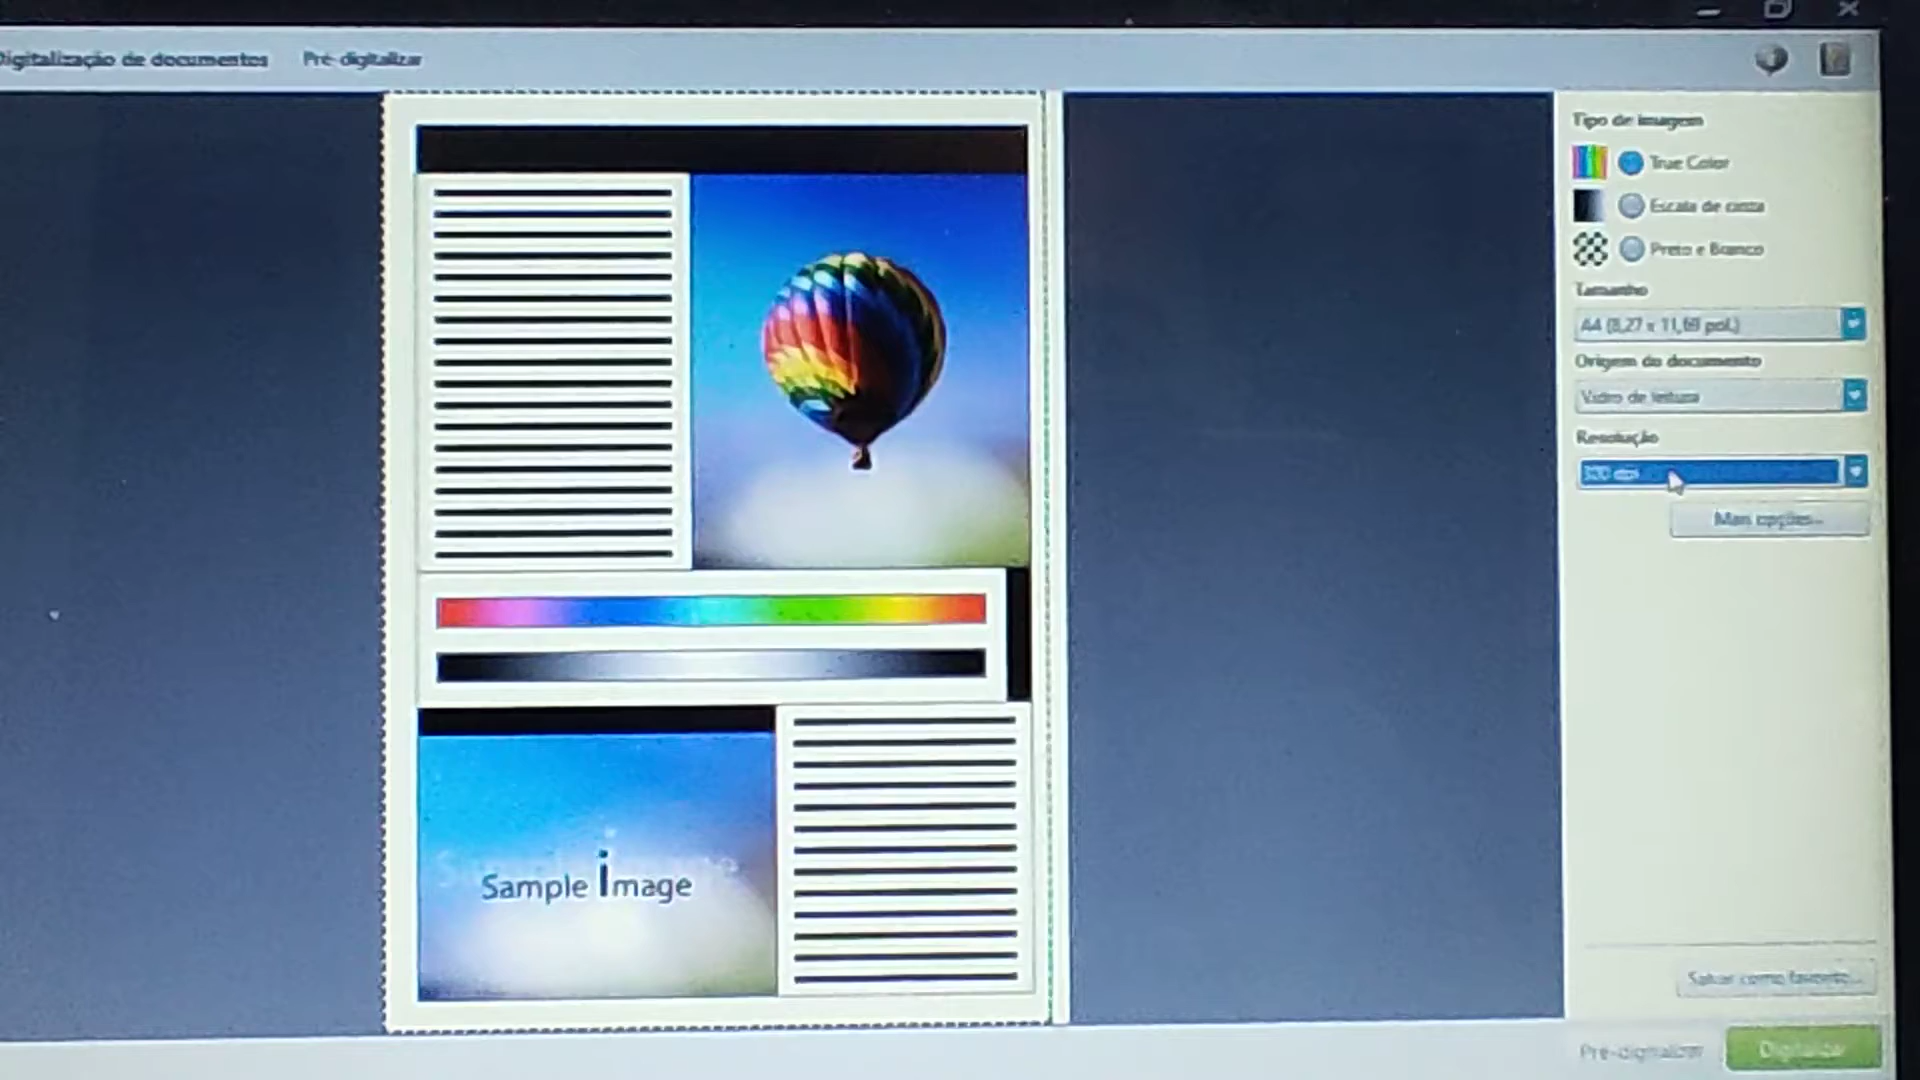 Digitalização de documentos Pré-digitalizar
Tipo de imagem
True Color
Escala de cinza
Preto e Branco
Tamanho
A4 (8,27 x 11,69 pol.)
Origem do documento
Vidro de leitura
Resolução
300 dpi
Mais opções...
Sample image
Salvar como favorito...
Pré-digitalizar Digitalizar